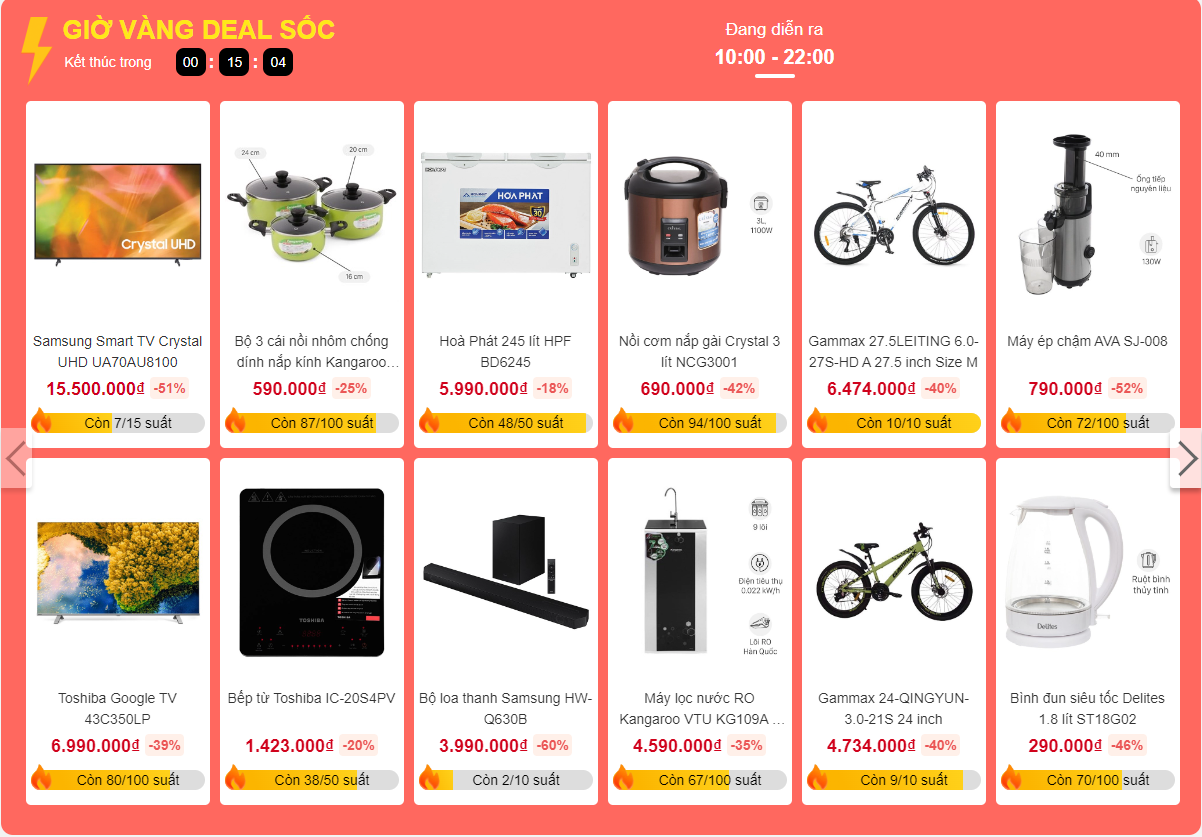 GIỜ VÀNG DEAL SỐC
Kết thúc trong 00 : 15 : 04
Đang diễn ra
10:00 - 22:00
Crystal UHD
Samsung Smart TV Crystal
UHD UA70AU8100
15.500.000₫ -51%
Còn 7/15 suất
24 cm
20 cm
16 cm
Bộ 3 cái nồi nhôm chống
dính nắp kính Kangaroo...
590.000₫ -25%
Còn 87/100 suất
HÒA PHÁT
30
Hoà Phát 245 lít HPF
BD6245
5.990.000₫ -18%
Còn 48/50 suất
3L,
1100W
Nồi cơm nắp gài Crystal 3
lít NCG3001
690.000₫ -42%
Còn 94/100 suất
Gammax 27.5LEITING 6.0-
27S-HD A 27.5 inch Size M
6.474.000₫ -40%
Còn 10/10 suất
40 mm
Ống tiếp
nguyên liệu
130W
Máy ép chậm AVA SJ-008
790.000₫ -52%
Còn 72/100 suất
Toshiba Google TV
43C350LP
6.990.000₫ -39%
Còn 80/100 suất
TOSHIBA
Bếp từ Toshiba IC-20S4PV
1.423.000₫ -20%
Còn 38/50 suất
Bộ loa thanh Samsung HW-
Q630B
3.990.000₫ -60%
Còn 2/10 suất
9 lõi
Điện tiêu thụ
0.022 kW/h
Lõi RO
Hàn Quốc
Máy lọc nước RO
Kangaroo VTU KG109A ...
4.590.000₫ -35%
Còn 67/100 suất
Gammax 24-QINGYUN-
3.0-21S 24 inch
4.734.000₫ -40%
Còn 9/10 suất
Delites
Ruột bình
thủy tinh
Bình đun siêu tốc Delites
1.8 lít ST18G02
290.000₫ -46%
Còn 70/100 suất